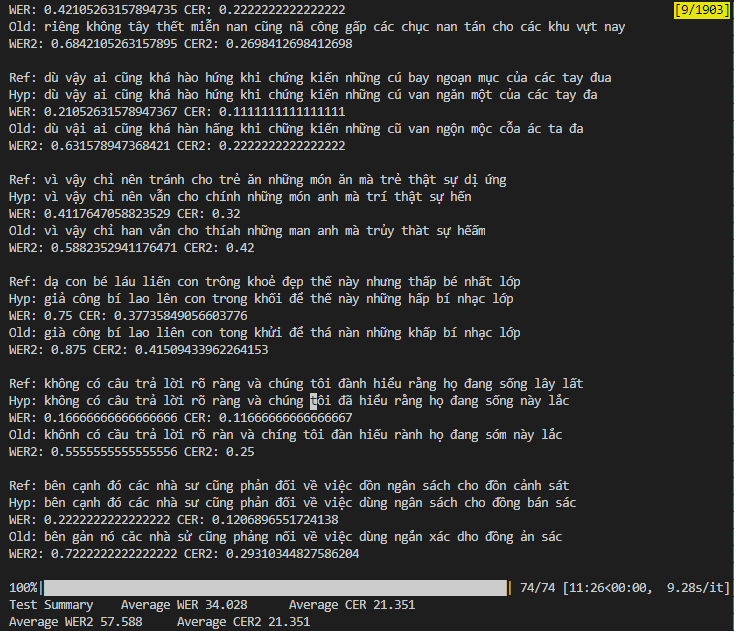 WER: 0.42105263157894735 CER: 0.2222222222222222
[9/1903]
Old: riêng không tây thết miễn nan cũng nã công gấp các chục nan tán cho các khu vựt nay
WER2: 0.6842105263157895 CER2: 0.2698412698412698
Ref: dù vậy ai cũng khá hào hứng khi chứng kiến những cú bay ngoạn mục của các tay đua
Hyp: dù vậy ai cũng khá hào hứng khi chứng kiến những cú van ngăn một của các tay đa
WER: 0.21052631578947367 CER: 0.1111111111111111
Old: dù vậi ai cũng khá hàn hấng khi chững kiến những cũ van ngộn mộc cỗa ác ta đa
WER2: 0.631578947368421 CER2: 0.2222222222222222
Ref: vì vậy chỉ nên tránh cho trẻ ăn những món ăn mà trẻ thật sự dị ứng
Hyp: vì vậy chỉ nên vẫn cho chính những món anh mà trí thật sự hến
WER: 0.4117647058823529 CER: 0.32
Old: vì vậy chỉ han vấn cho thíah những man anh mà trủy thàt sự hếấm
WER2: 0.5882352941176471 CER2: 0.42
Ref: dạ con bé láu liến con trông khoẻ đẹp thế này nhưng thấp bé nhất lớp
Hyp: giả công bí lao lên con trong khối để thế này những hấp bí nhạc lớp
WER: 0.75 CER: 0.37735849056603776
Old: già công bí lao liên con tong khửi để thá nàn những khấp bí nhạc lớp
WER2: 0.875 CER2: 0.41509433962264153
Ref: không có câu trả lời rõ ràng và chúng tôi đành hiểu rằng họ đang sống lây lất
Hyp: không có câu trả lời rõ ràng và chúng tôi đã hiểu rằng họ đang sống này lắc
WER: 0.16666666666666666 CER: 0.11666666666666667
Old: khônh có cầu trả lời rõ ràn và chíng tôi đàn hiếu rành họ đang sóm này lắc
WER2: 0.5555555555555556 CER2: 0.25
Ref: bên cạnh đó các nhà sư cũng phản đối về việc dồn ngân sách cho đồn cảnh sát
Hyp: bên cạnh đó các nhà sư cũng phản đối về việc dùng ngân sách cho đồng bán sác
WER: 0.2222222222222222 CER: 0.1206896551724138
Old: bên gản nó căc nhà sử cũng phảng nối về việc dùng ngắn xác dho đồng ản sác
WER2: 0.7222222222222222 CER2: 0.29310344827586204
100%| | 74/74 [11:26<00:00, 9.28s/it]
Test Summary Average WER 34.028 Average CER 21.351
Average WER2 57.588 Average CER2 21.351